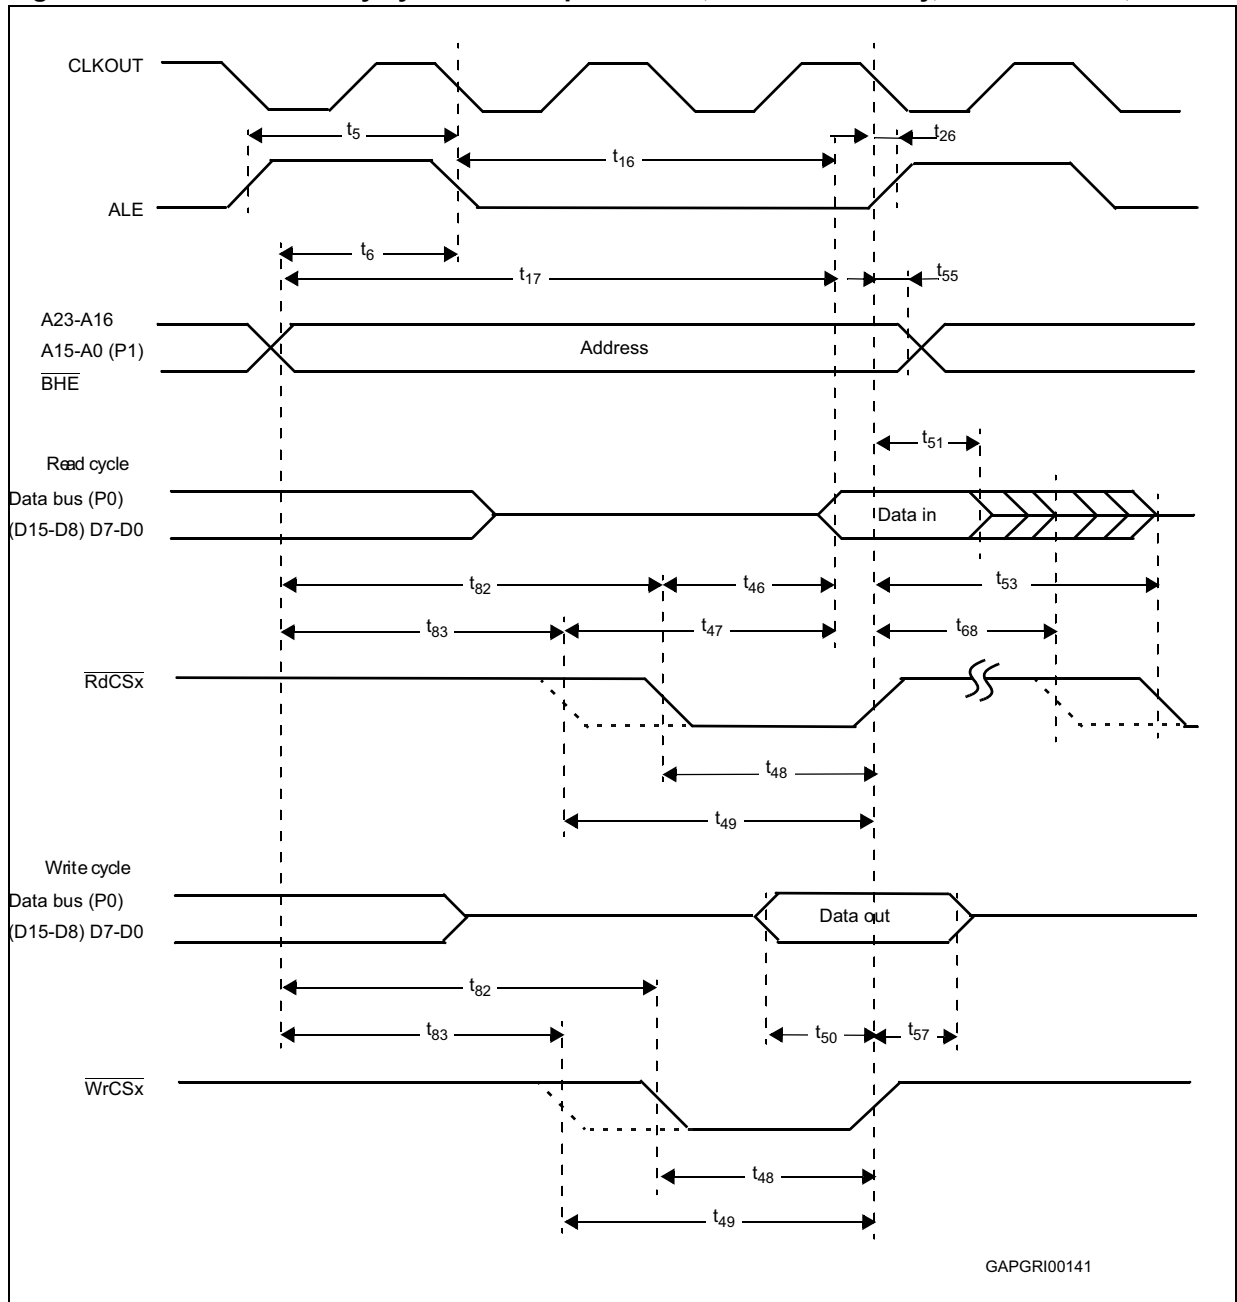 CLKOUT
t5
t26
t16
ALE
t6
t17
t55
A23-A16
A15-A0 (P1)
Address
BHE
t51
Read cycle
Data bus (P0)
Data in
(D15-D8) D7-D0
t82
t46
t53
t83
t47
t68
RdCSx
t48
t49
Write cycle
Data bus (P0)
Data out
(D15-D8) D7-D0
t82
t83
t50
t57
WrCSx
t48
t49
GAPGRI00141